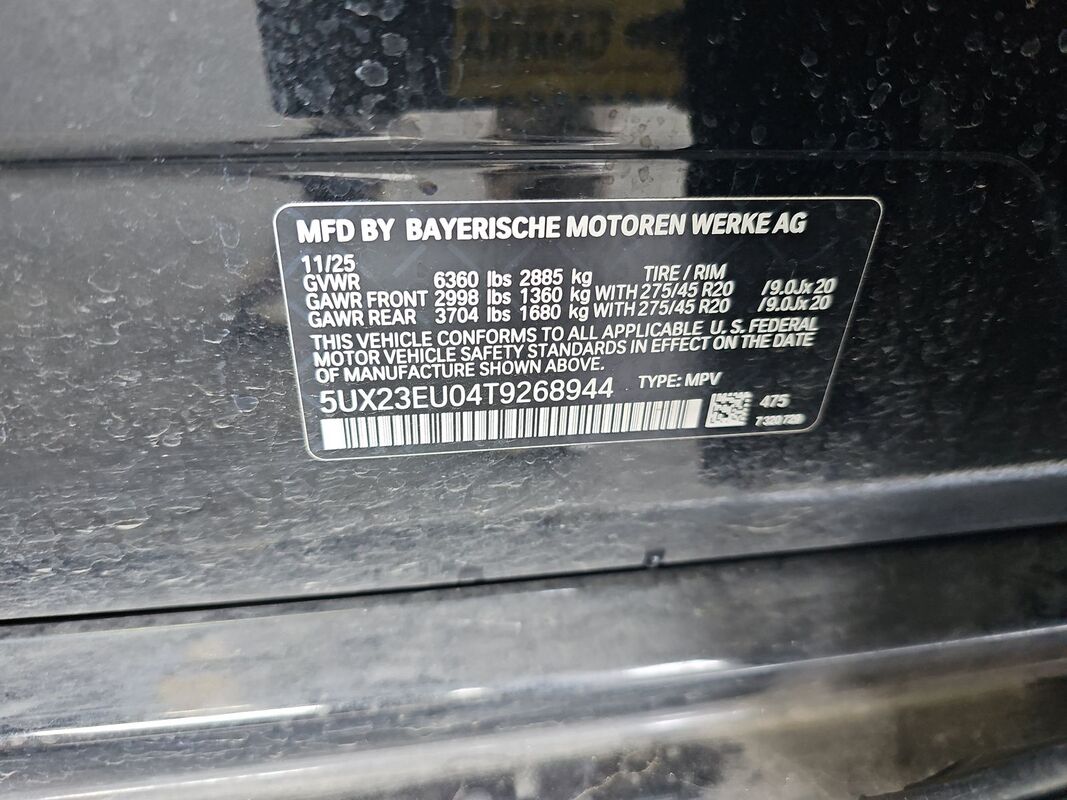 MFD BY BAYERISCHE MOTOREN WERKE AG
11/25
GVWR 6360 lbs 2885 kg TIRE / RIM
GAWR FRONT 2998 lbs 1360 kg WITH 275/45 R20 /9.0Jx20
GAWR REAR 3704 lbs 1680 kg WITH 275/45 R20 /9.0Jx20
THIS VEHICLE CONFORMS TO ALL APPLICABLE U. S. FEDERAL
MOTOR VEHICLE SAFETY STANDARDS IN EFFECT ON THE DATE
OF MANUFACTURE SHOWN ABOVE.
5UX23EU04T9268944 TYPE: MPV
475